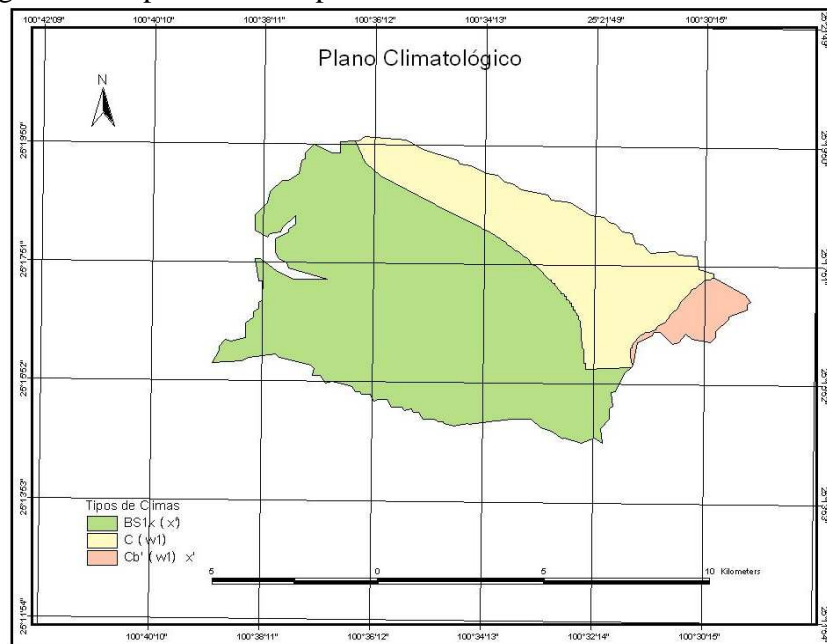 100°42'09" 100°40'10" 100°38'11" 100°36'12" 100°34'13" 25°21'49" 100°30'15"
Plano Climatológico
N
25°19'50"
25°17'51"
25°15'52"
25°13'53"
25°11'54"
Tipos de Climas
BS1k (x')
C (w1)
Cb' (w1) x'
5 0 5 10 Kilometers
100°40'10" 100°38'11" 100°36'12" 100°34'13" 100°32'14" 100°30'15"